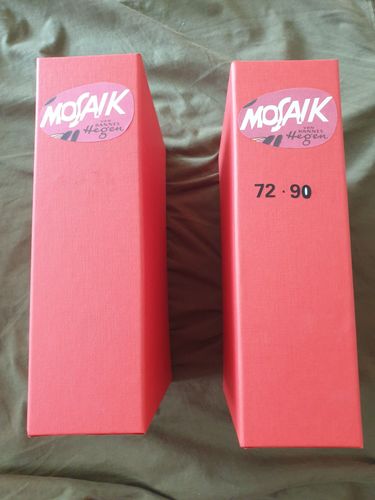 MOSAIK
VON
HANNES
Hegen
MOSAIK
VON
HANNES
Hegen
72 · 90